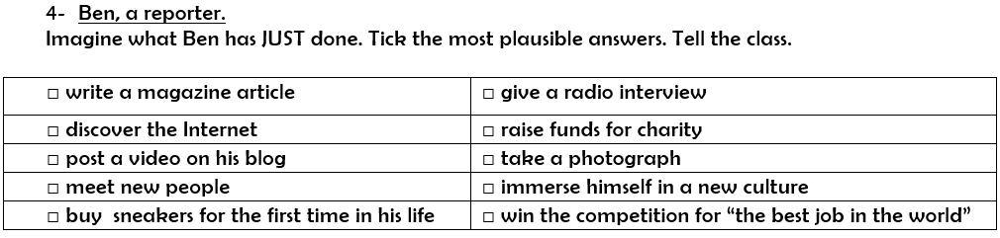 4- Ben, a reporter.
Imagine what Ben has JUST done. Tick the most plausible answers. Tell the class.
□ write a magazine article
□ give a radio interview
□ discover the Internet
□ raise funds for charity
□ post a video on his blog
□ take a photograph
□ meet new people
□ immerse himself in a new culture
□ buy  sneakers for the first time in his life
□ win the competition for “the best job in the world”